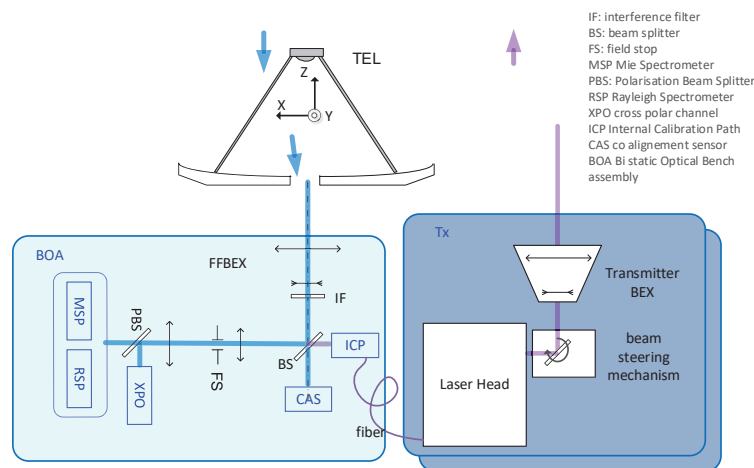 IF: interference filter
BS: beam splitter
FS: field stop
MSP Mie Spectrometer
PBS: Polarisation Beam Splitter
RSP Rayleigh Spectrometer
XPO cross polar channel
ICP Internal Calibration Path
CAS co alignement sensor
BOA Bi static Optical Bench
assembly
TEL
Z
X
Y
BOA
FFBEX
IF
MSP
RSP
PBS
XPO
FS
BS
ICP
CAS
fiber
Tx
Transmitter
BEX
beam
steering
mechanism
Laser Head